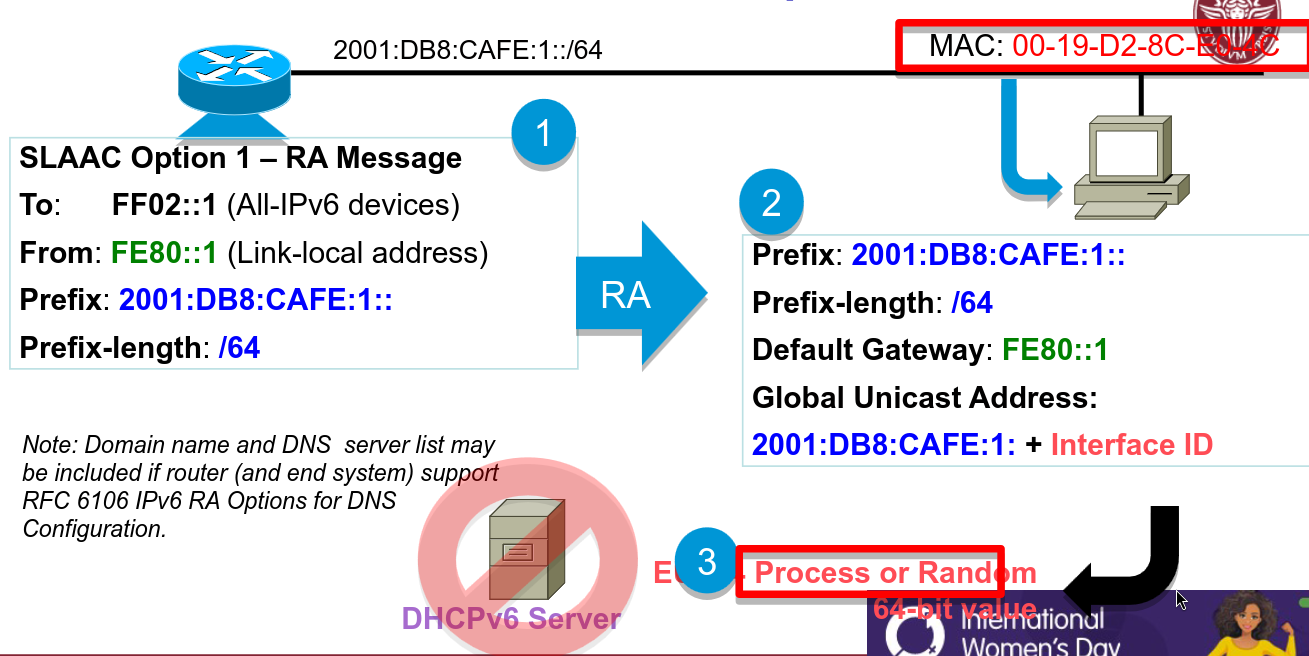 2001:DB8:CAFE:1::/64
MAC: 00-19-D2-8C-E0-4C
1
SLAAC Option 1 – RA Message
To: FF02::1 (All-IPv6 devices)
From: FE80::1 (Link-local address)
Prefix: 2001:DB8:CAFE:1::
Prefix-length: /64
RA
2
Prefix: 2001:DB8:CAFE:1::
Prefix-length: /64
Default Gateway: FE80::1
Global Unicast Address:
2001:DB8:CAFE:1: + Interface ID
Note: Domain name and DNS server list may
be included if router (and end system) support
RFC 6106 IPv6 RA Options for DNS
Configuration.
DHCPv6 Server
3
Process or Random
64-bit value
International
Women's Day